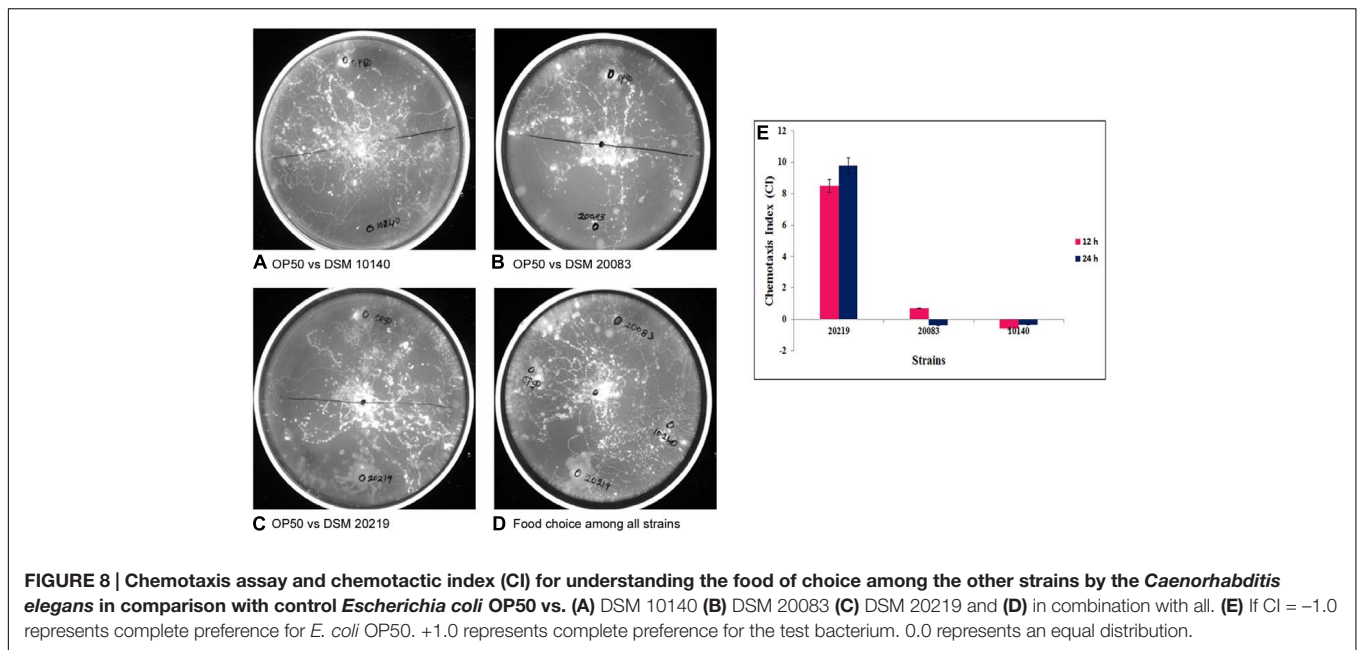 OP50
10140
A OP50 vs DSM 10140
OP50
20083
B OP50 vs DSM 20083
OP50
20219
C OP50 vs DSM 20219
20083
OP50
10140
20219
D Food choice among all strains
E
12
10
8
6
4
2
0
-2
Chemotaxis Index (CI)
20219
20083
10140
Strains
12 h
24 h
FIGURE 8 | Chemotaxis assay and chemotactic index (CI) for understanding the food of choice among the other strains by the Caenorhabditis
elegans in comparison with control Escherichia coli OP50 vs. (A) DSM 10140 (B) DSM 20083 (C) DSM 20219 and (D) in combination with all. (E) If CI = –1.0
represents complete preference for E. coli OP50. +1.0 represents complete preference for the test bacterium. 0.0 represents an equal distribution.